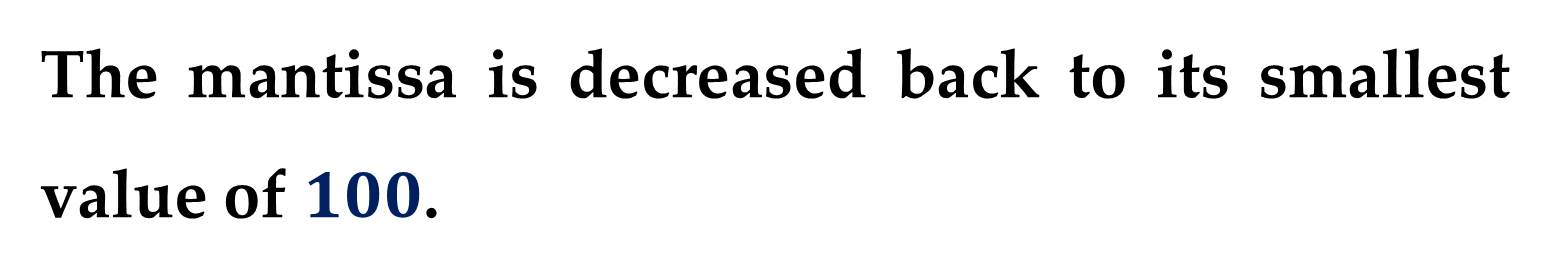 The mantissa is decreased back to its smallest
value of 100.